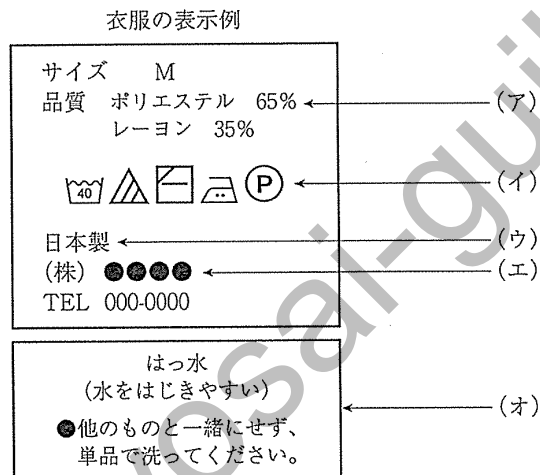 衣服の表示例
サイズ M
品質 ポリエステル 65%
レーヨン 35%
(ア)
40 P
(イ)
日本製
(ウ)
(株) ●●●●
(エ)
TEL 000-0000
はっ水
(水をはじきやすい)
(オ)
●他のものと一緒にせず、
単品で洗ってください。